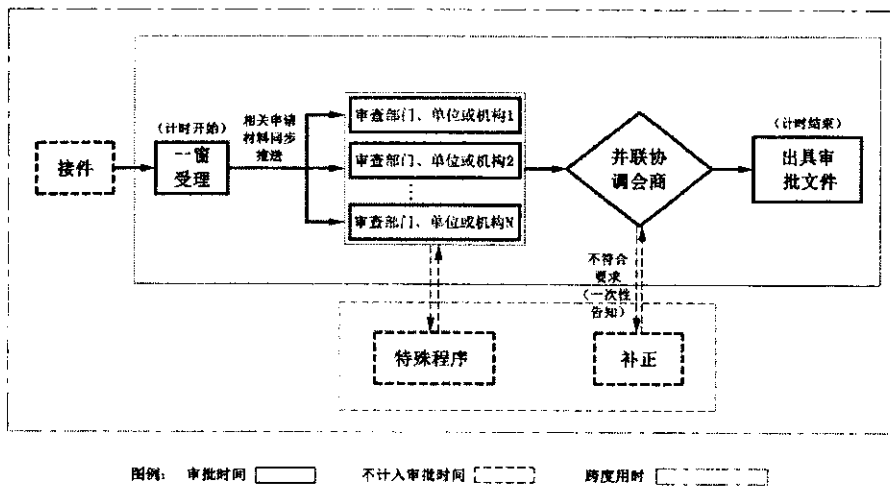 接件
（计时开始）
一窗
受理
相关申请
材料同步
推送
审查部门、单位或机构1
审查部门、单位或机构2
⋮
审查部门、单位或机构N
并联协
调会商
（计时结束）
出具审
批文件
不符合
要求
（一次性
告知）
特殊程序
补正
图例： 审批时间 不计入审批时间 跨度用时